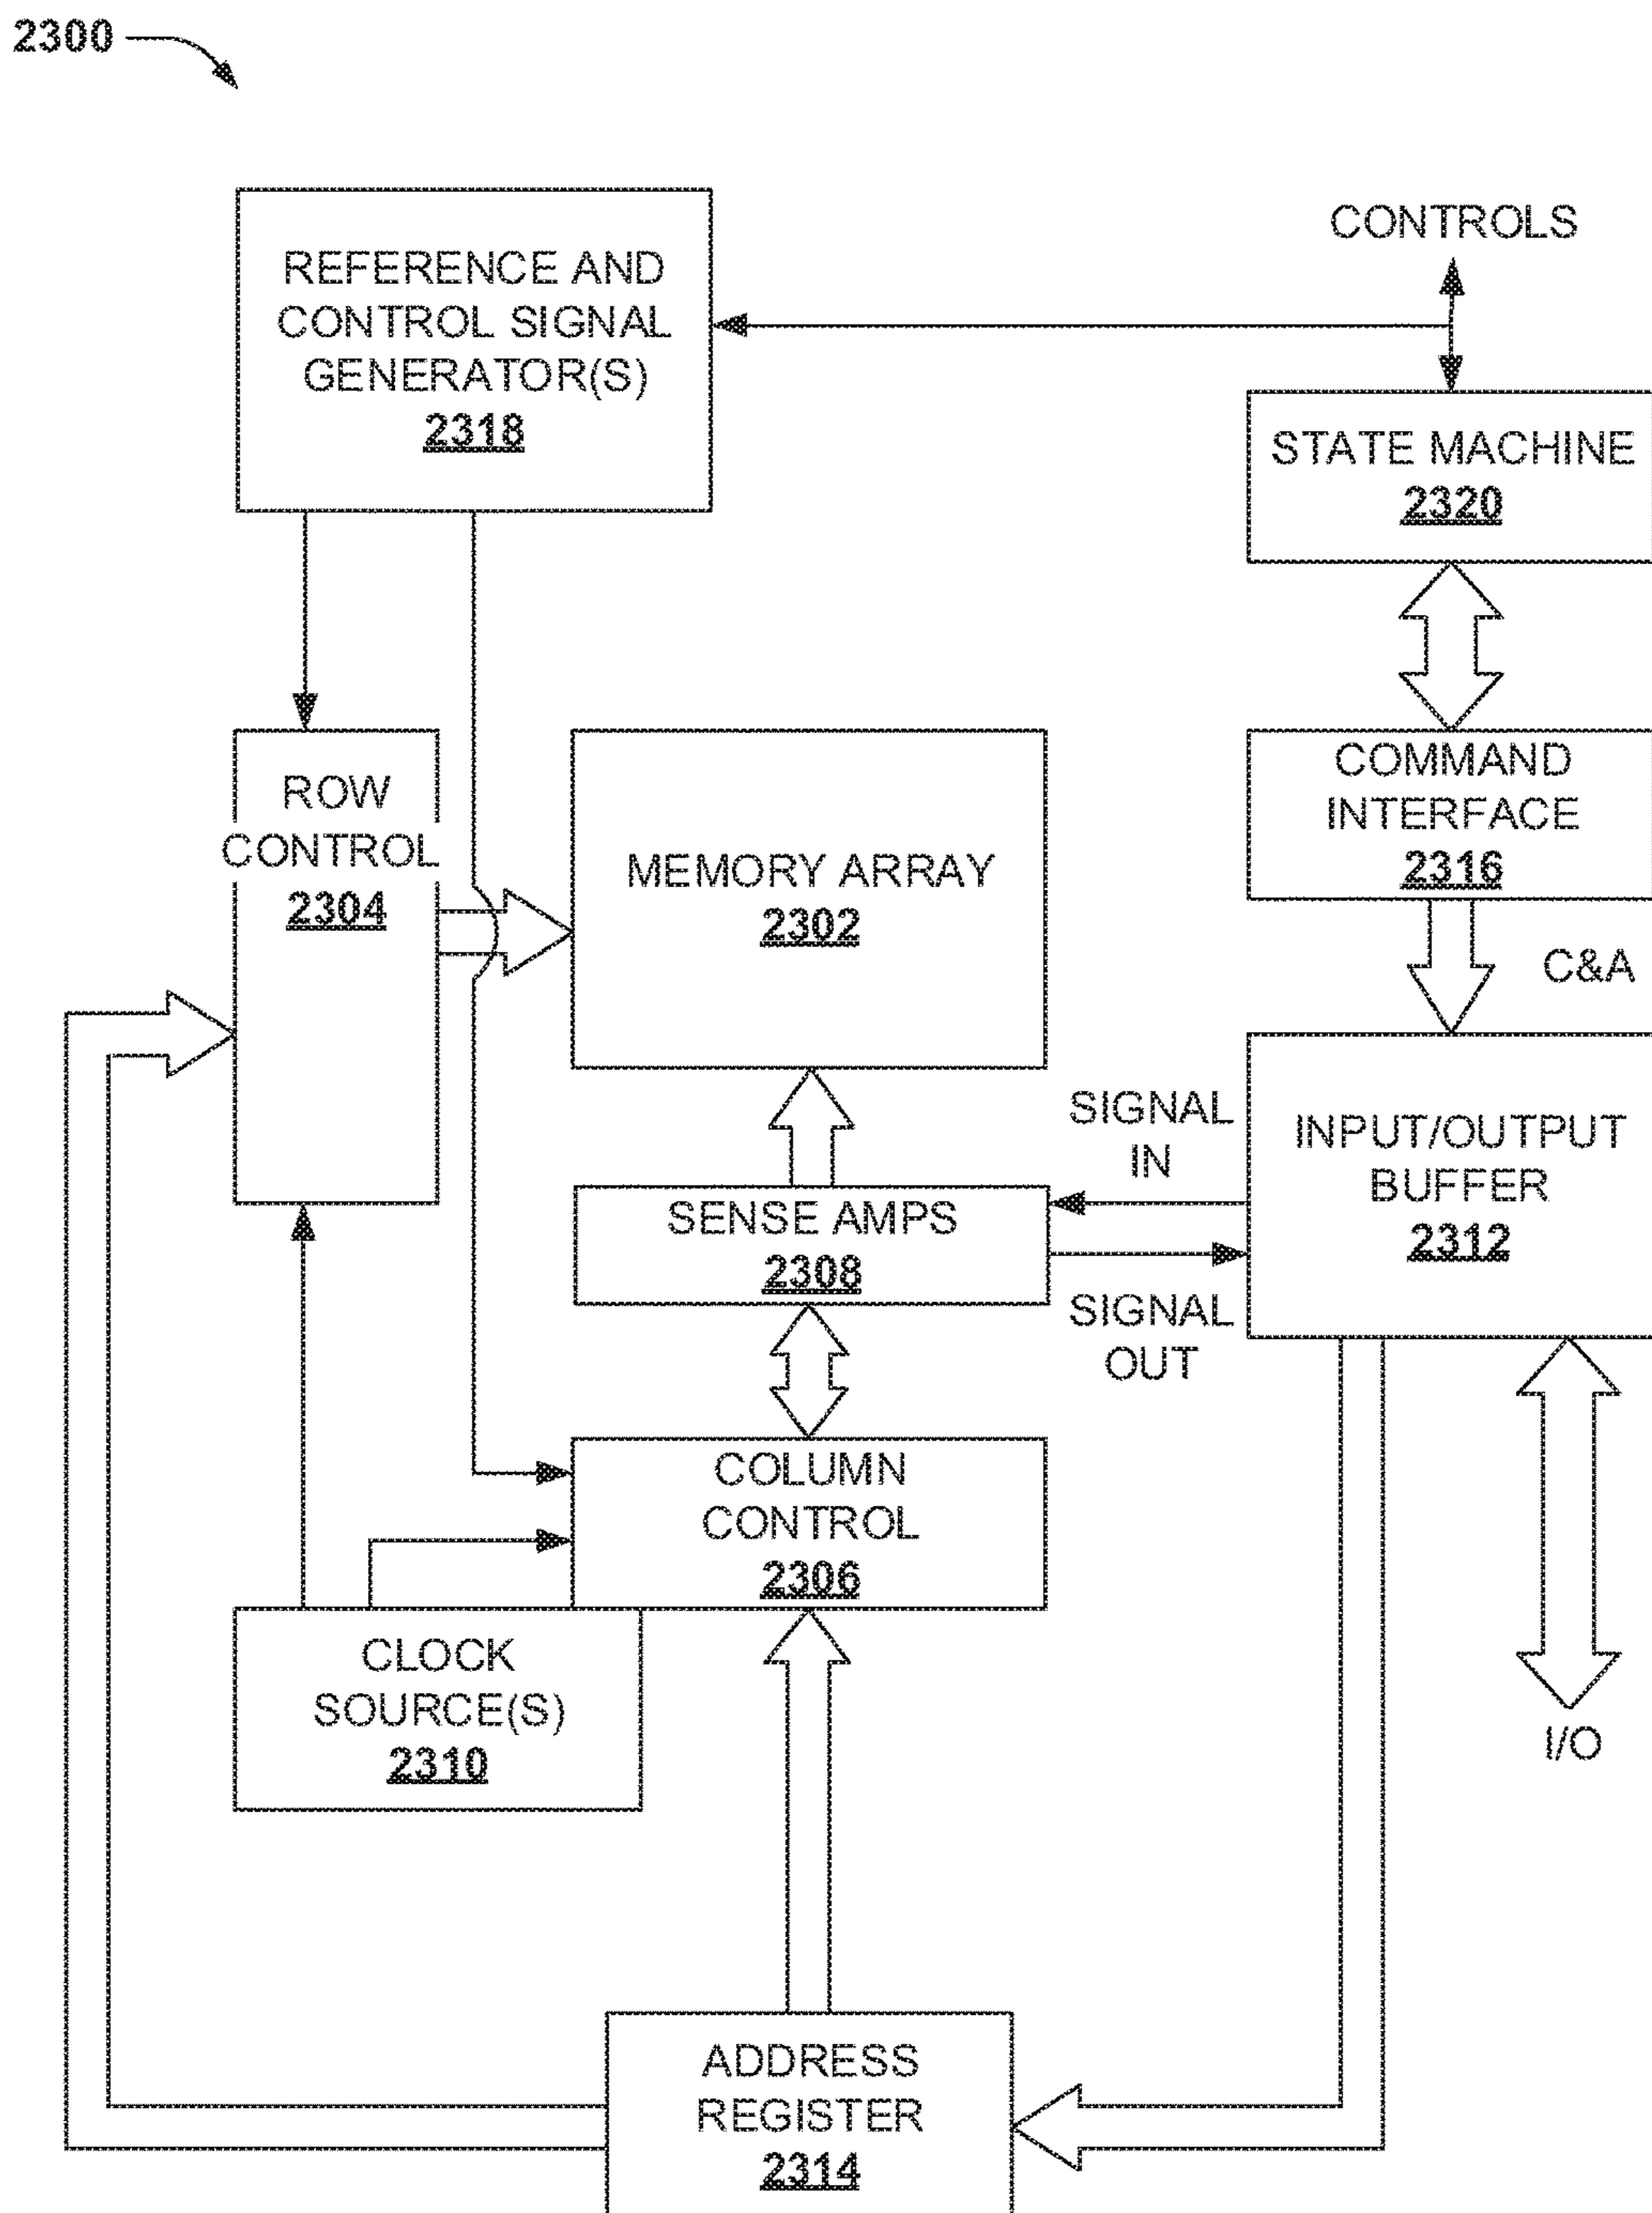 2300
REFERENCE AND
CONTROL SIGNAL
GENERATOR(S)
2318
CONTROLS
STATE MACHINE
2320
ROW
CONTROL
2304
MEMORY ARRAY
2302
COMMAND
INTERFACE
2316
C&A
SIGNAL
IN
INPUT/OUTPUT
BUFFER
2312
SENSE AMPS
2308
SIGNAL
OUT
COLUMN
CONTROL
2306
CLOCK
SOURCE(S)
2310
I/O
ADDRESS
REGISTER
2314